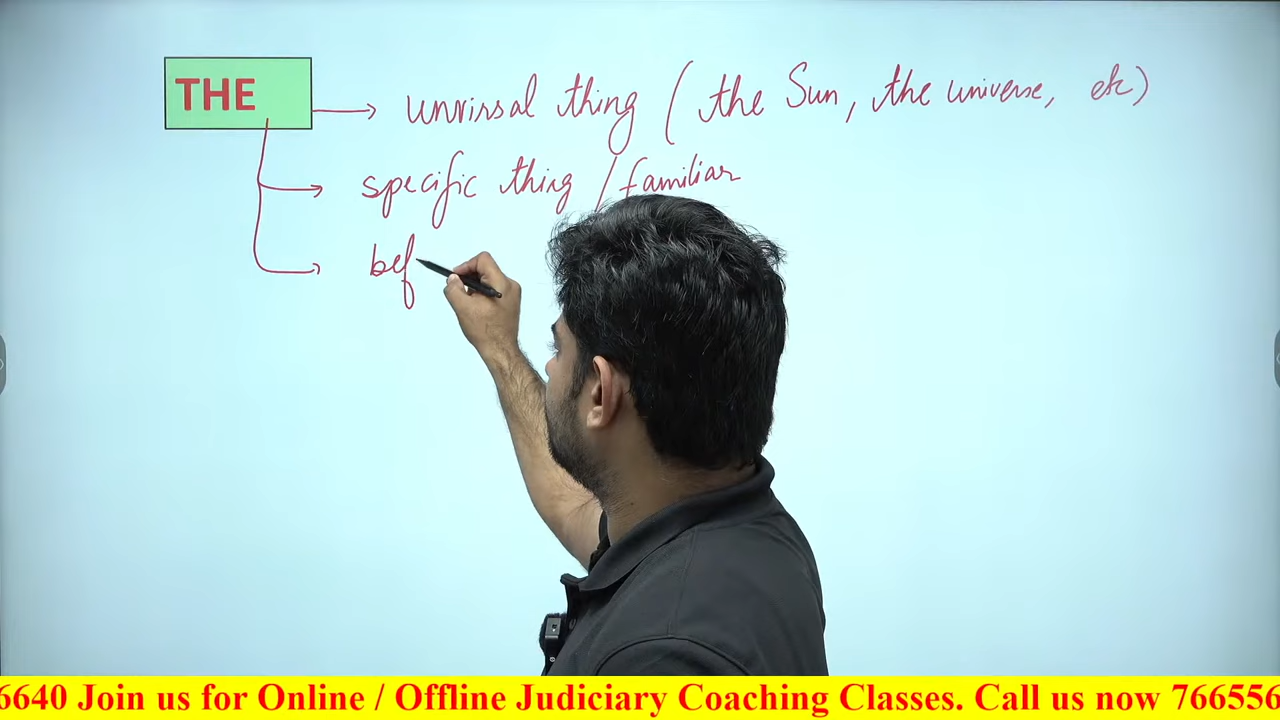 THE
unvirsal thing ( the Sun, the universe, etc )
specific thing / familiar
bef
6640 Join us for Online / Offline Judiciary Coaching Classes. Call us now 766556